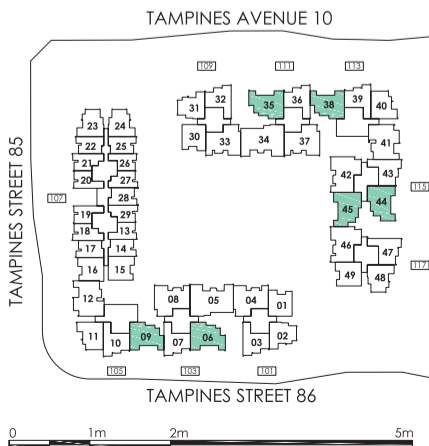 TAMPINES AVENUE 10
109 111 113
32 36 39
31 35 38 40
30 33 34 37 41
TAMPINES STREET 85
23 24
22 25
21 26
20 27
107 28
19 29
18 13
17 14
16 15
42 43
115
45 44
46 47
117
49 48
12 08 05 04 01
11 10 09 07 06 03 02
105 103 101
TAMPINES STREET 86
0 1m 2m 5m